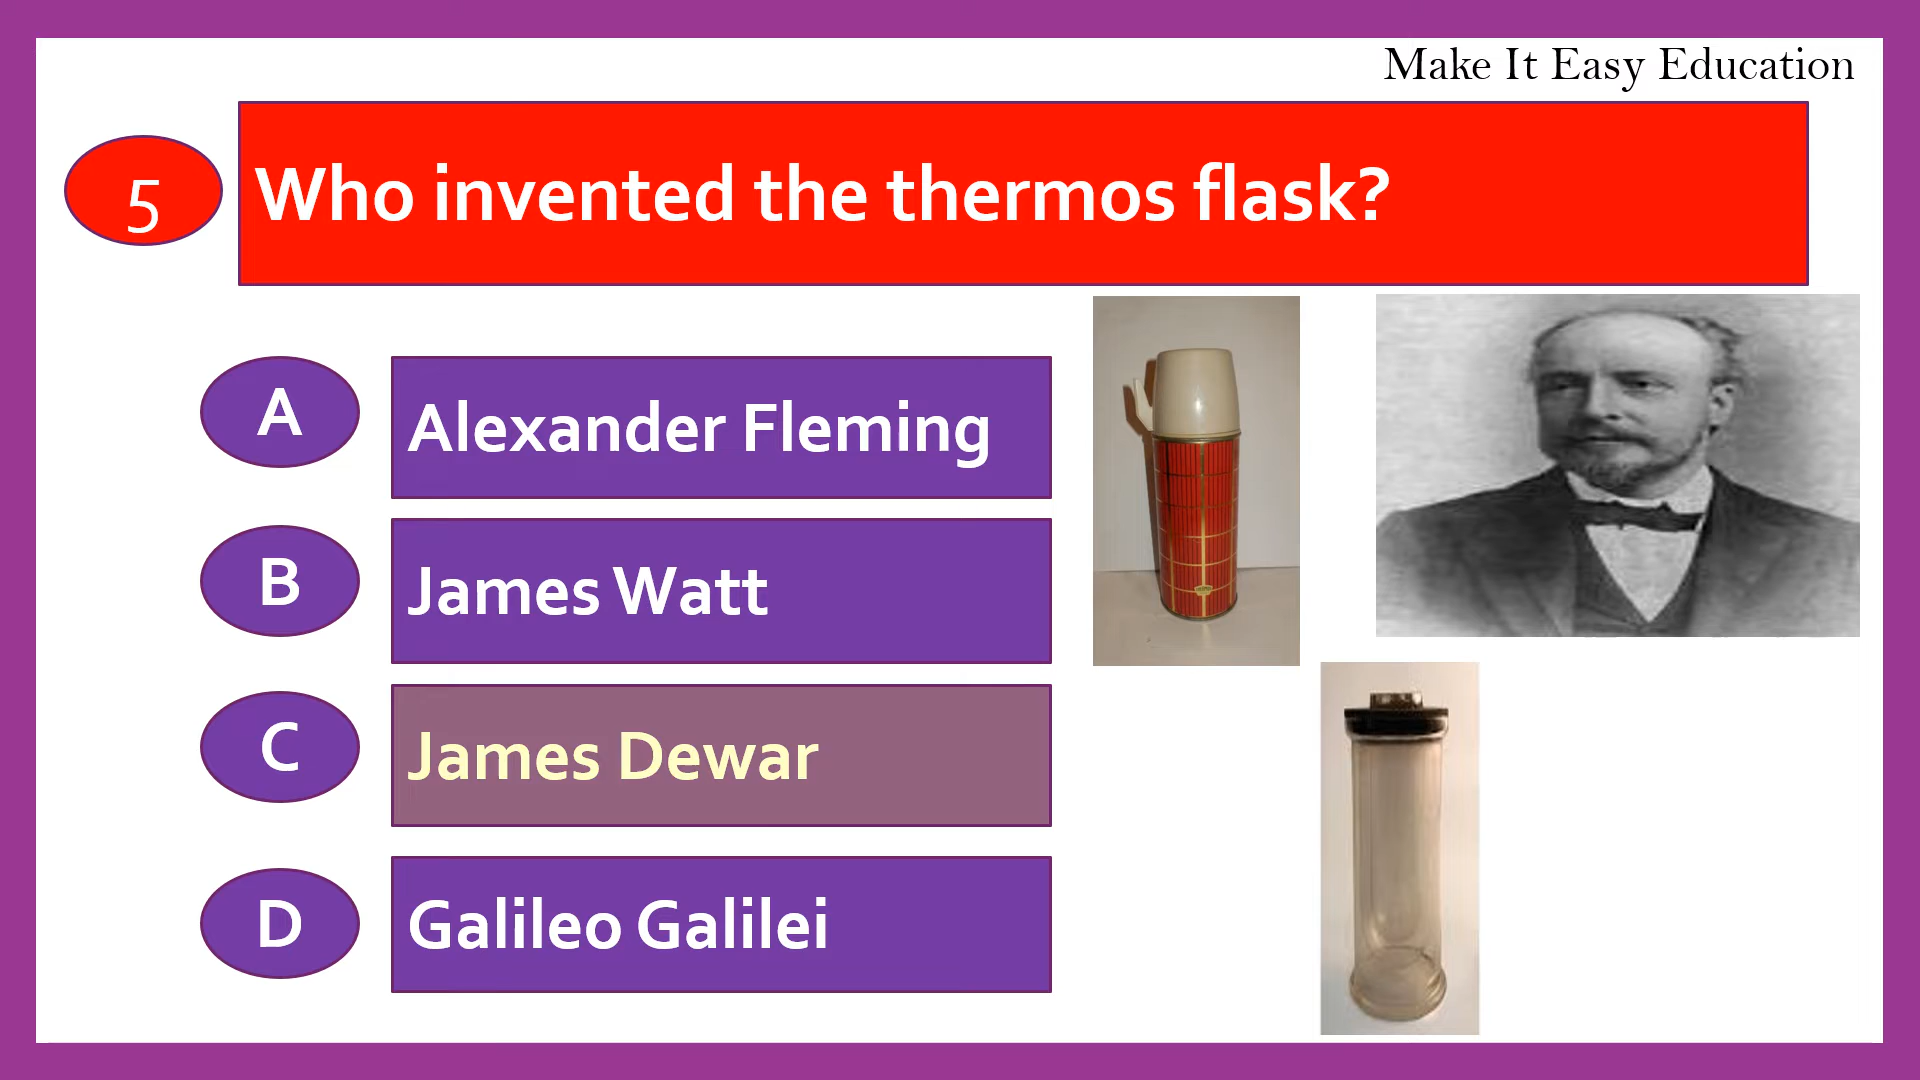 Make It Easy Education
5
Who invented the thermos flask?
A
Alexander Fleming
B
James Watt
C
James Dewar
D
Galileo Galilei